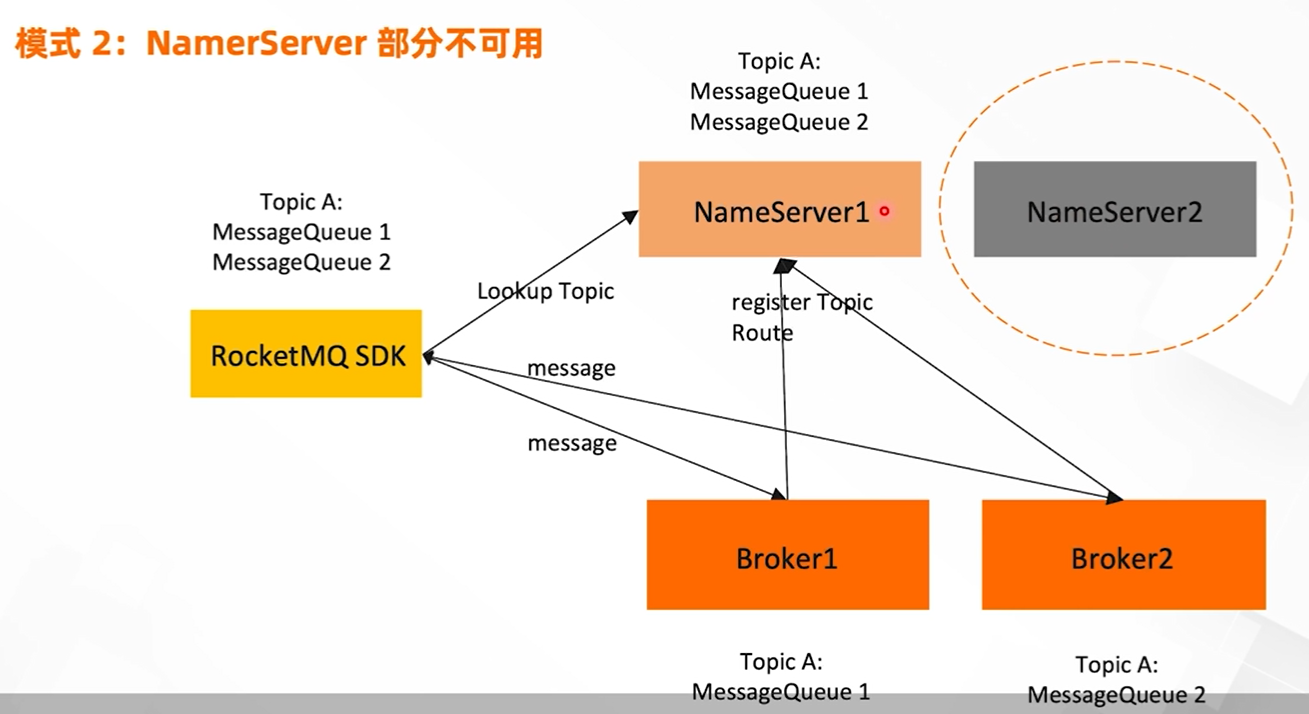 模式 2：NamerServer 部分不可用
Topic A:
MessageQueue 1
MessageQueue 2
NameServer1
NameServer2
Topic A:
MessageQueue 1
MessageQueue 2
Lookup Topic
register Topic
Route
RocketMQ SDK
message
message
Broker1
Broker2
Topic A:
MessageQueue 1
Topic A:
MessageQueue 2